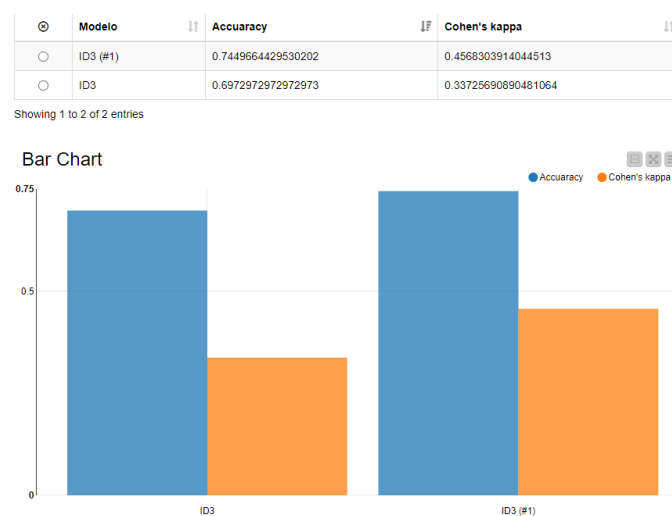 Modelo Accuaracy Cohen's kappa
ID3 (#1) 0.7449664429530202 0.4568303914044513
ID3 0.6972972972972973 0.33725690890481064
Showing 1 to 2 of 2 entries
Bar Chart
Accuaracy Cohen's kappa
0.75
0.5
0
ID3 ID3 (#1)